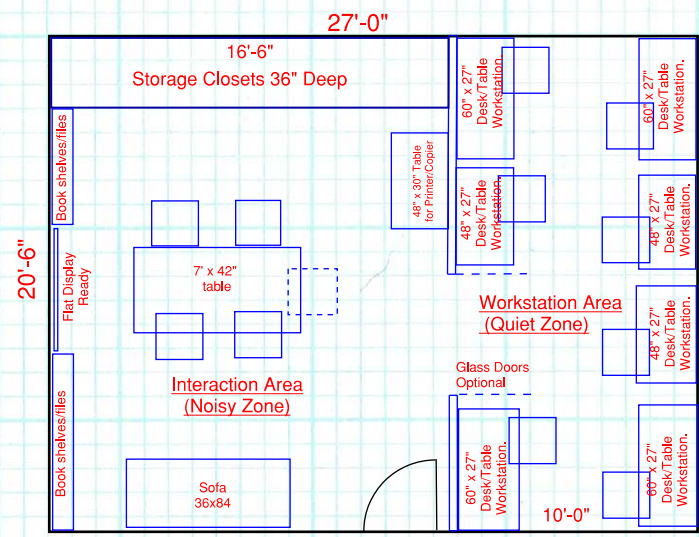 27'-0"
16'-6"
Storage Closets 36" Deep
60" x 27"
Desk/Table
Workstation.
60" x 27"
Desk/Table
Workstation.
Book shelves/files
48" x 30" Table
for Printer/Copier
48" x 27"
Desk/Table
Workstation.
48" x 27"
Desk/Table
Workstation.
20'-6"
Flat Display
Ready
7' x 42"
table
Workstation Area
(Quiet Zone)
48" x 27"
Desk/Table
Workstation.
Glass Doors
Optional
Interaction Area
(Noisy Zone)
Book shelves/files
Sofa
36x84
60" x 27"
Desk/Table
Workstation.
60" x 27"
Desk/Table
Workstation.
10'-0"